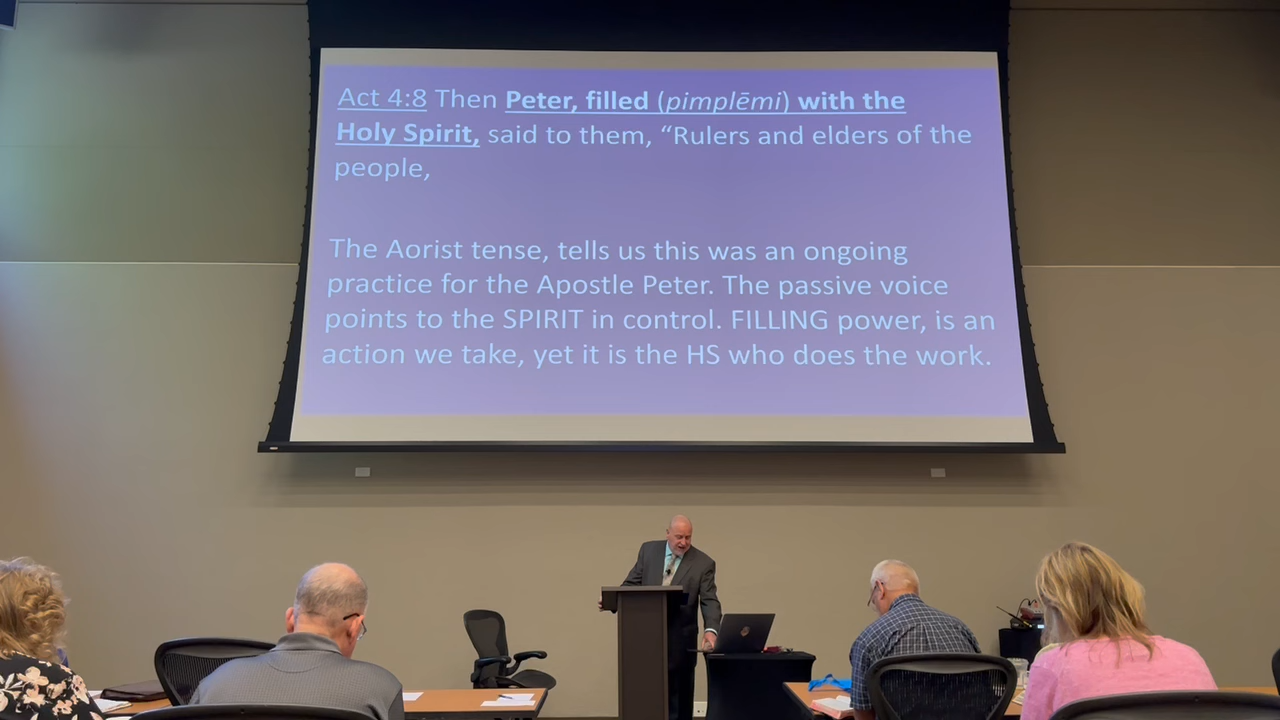 Act 4:8 Then Peter, filled (pimplēmi) with the
Holy Spirit, said to them, “Rulers and elders of the
people,
The Aorist tense, tells us this was an ongoing
practice for the Apostle Peter. The passive voice
points to the SPIRIT in control. FILLING power, is an
action we take, yet it is the HS who does the work.